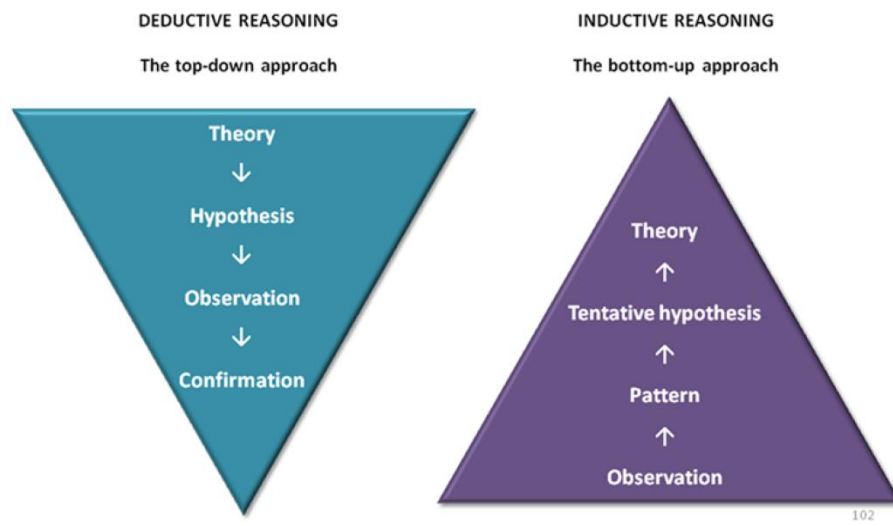 DEDUCTIVE REASONING
The top-down approach
Theory
↓
Hypothesis
↓
Observation
↓
Confirmation
INDUCTIVE REASONING
The bottom-up approach
Theory
↑
Tentative hypothesis
↑
Pattern
↑
Observation
102